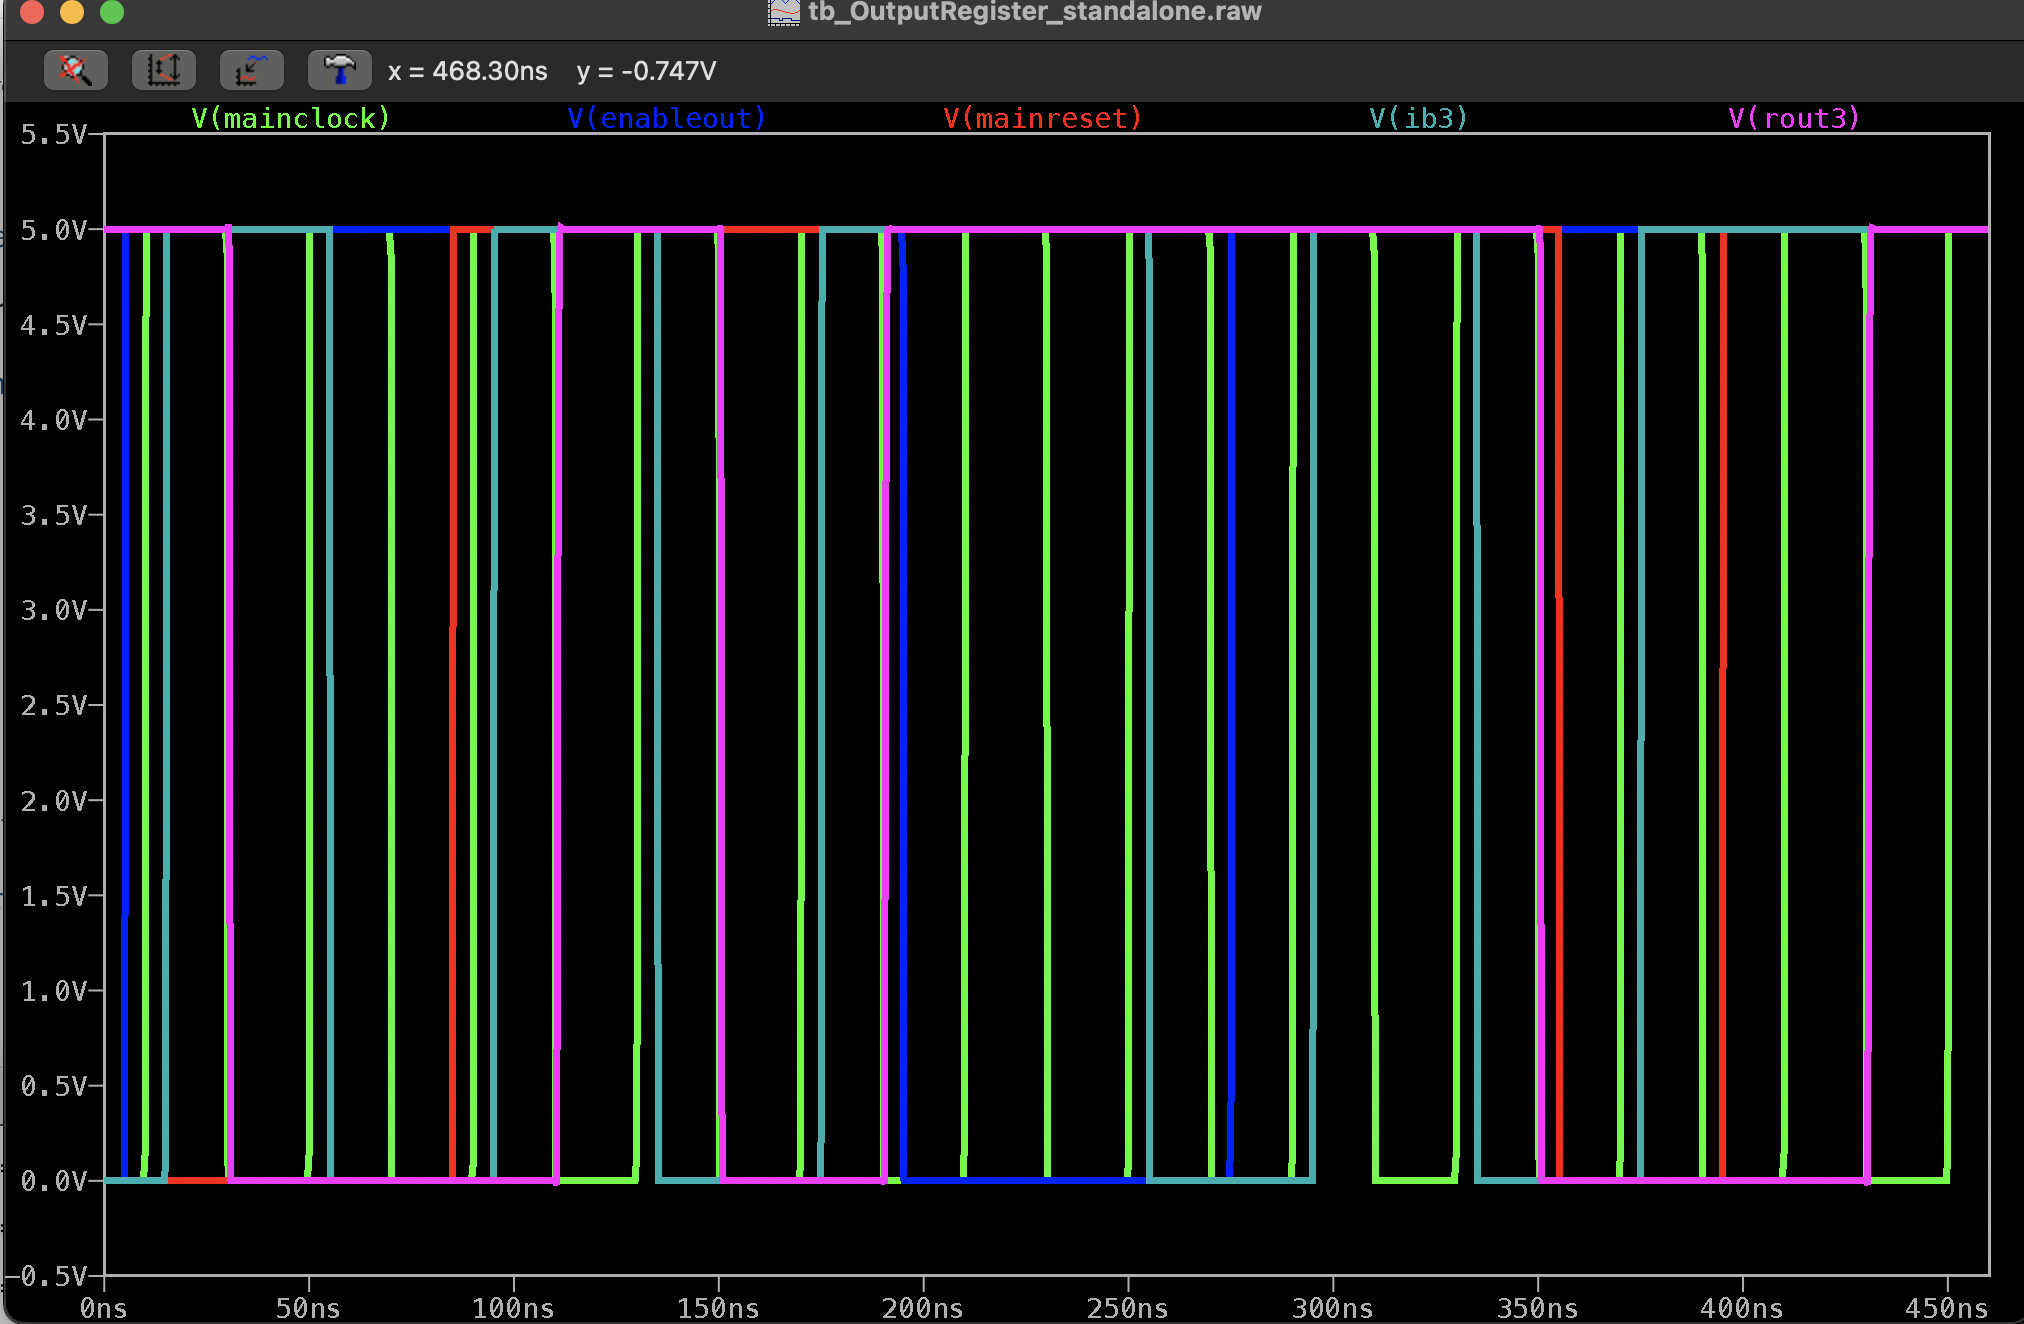 tb_OutputRegister_standalone.raw
x = 468.30ns y = -0.747V
V(mainclock) V(enableout) V(mainreset) V(ib3) V(rout3)
5.5V
5.0V
4.5V
4.0V
3.5V
3.0V
2.5V
2.0V
1.5V
1.0V
0.5V
0.0V
-0.5V
0ns 50ns 100ns 150ns 200ns 250ns 300ns 350ns 400ns 450ns